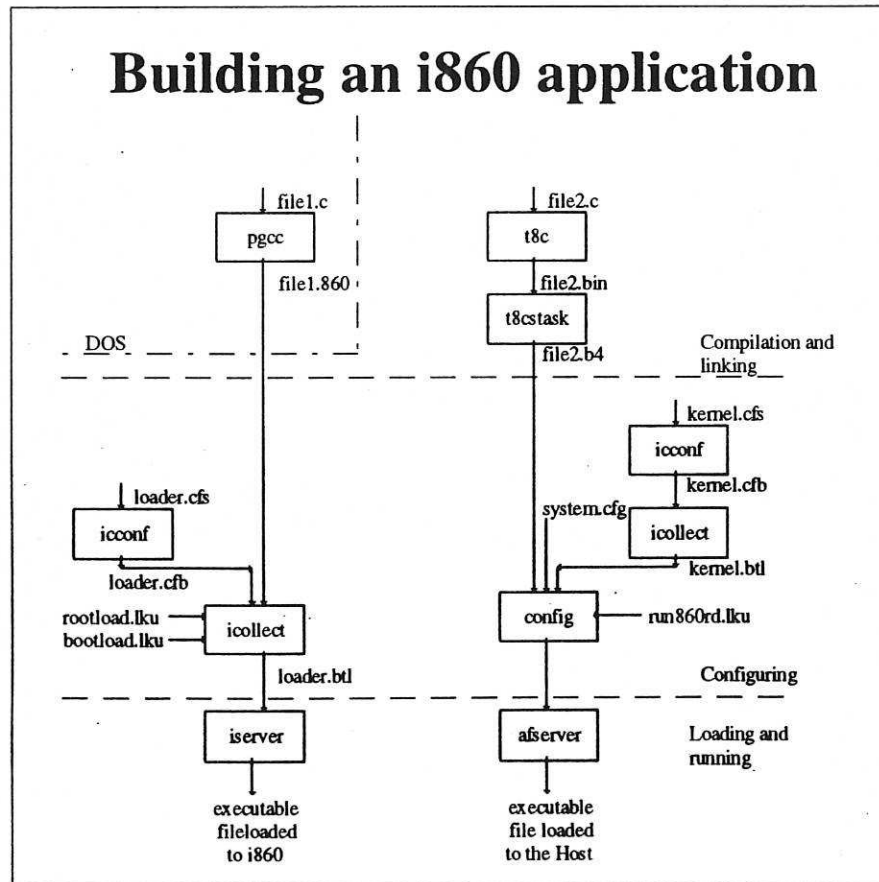 Building an i860 application
file1.c
file2.c
pgcc
t8c
file1.860
file2.bin
t8cstask
DOS
file2.b4
Compilation and
linking
kernel.cfs
icconf
loader.cfs
kernel.cfb
system.cfg
icconf
icollect
loader.cfb
kernel.btl
rootload.lku
icollect
config
run860rd.lku
bootload.lku
loader.btl
Configuring
iserver
afserver
Loading and
running
executable
fileloaded
to i860
executable
file loaded
to the Host